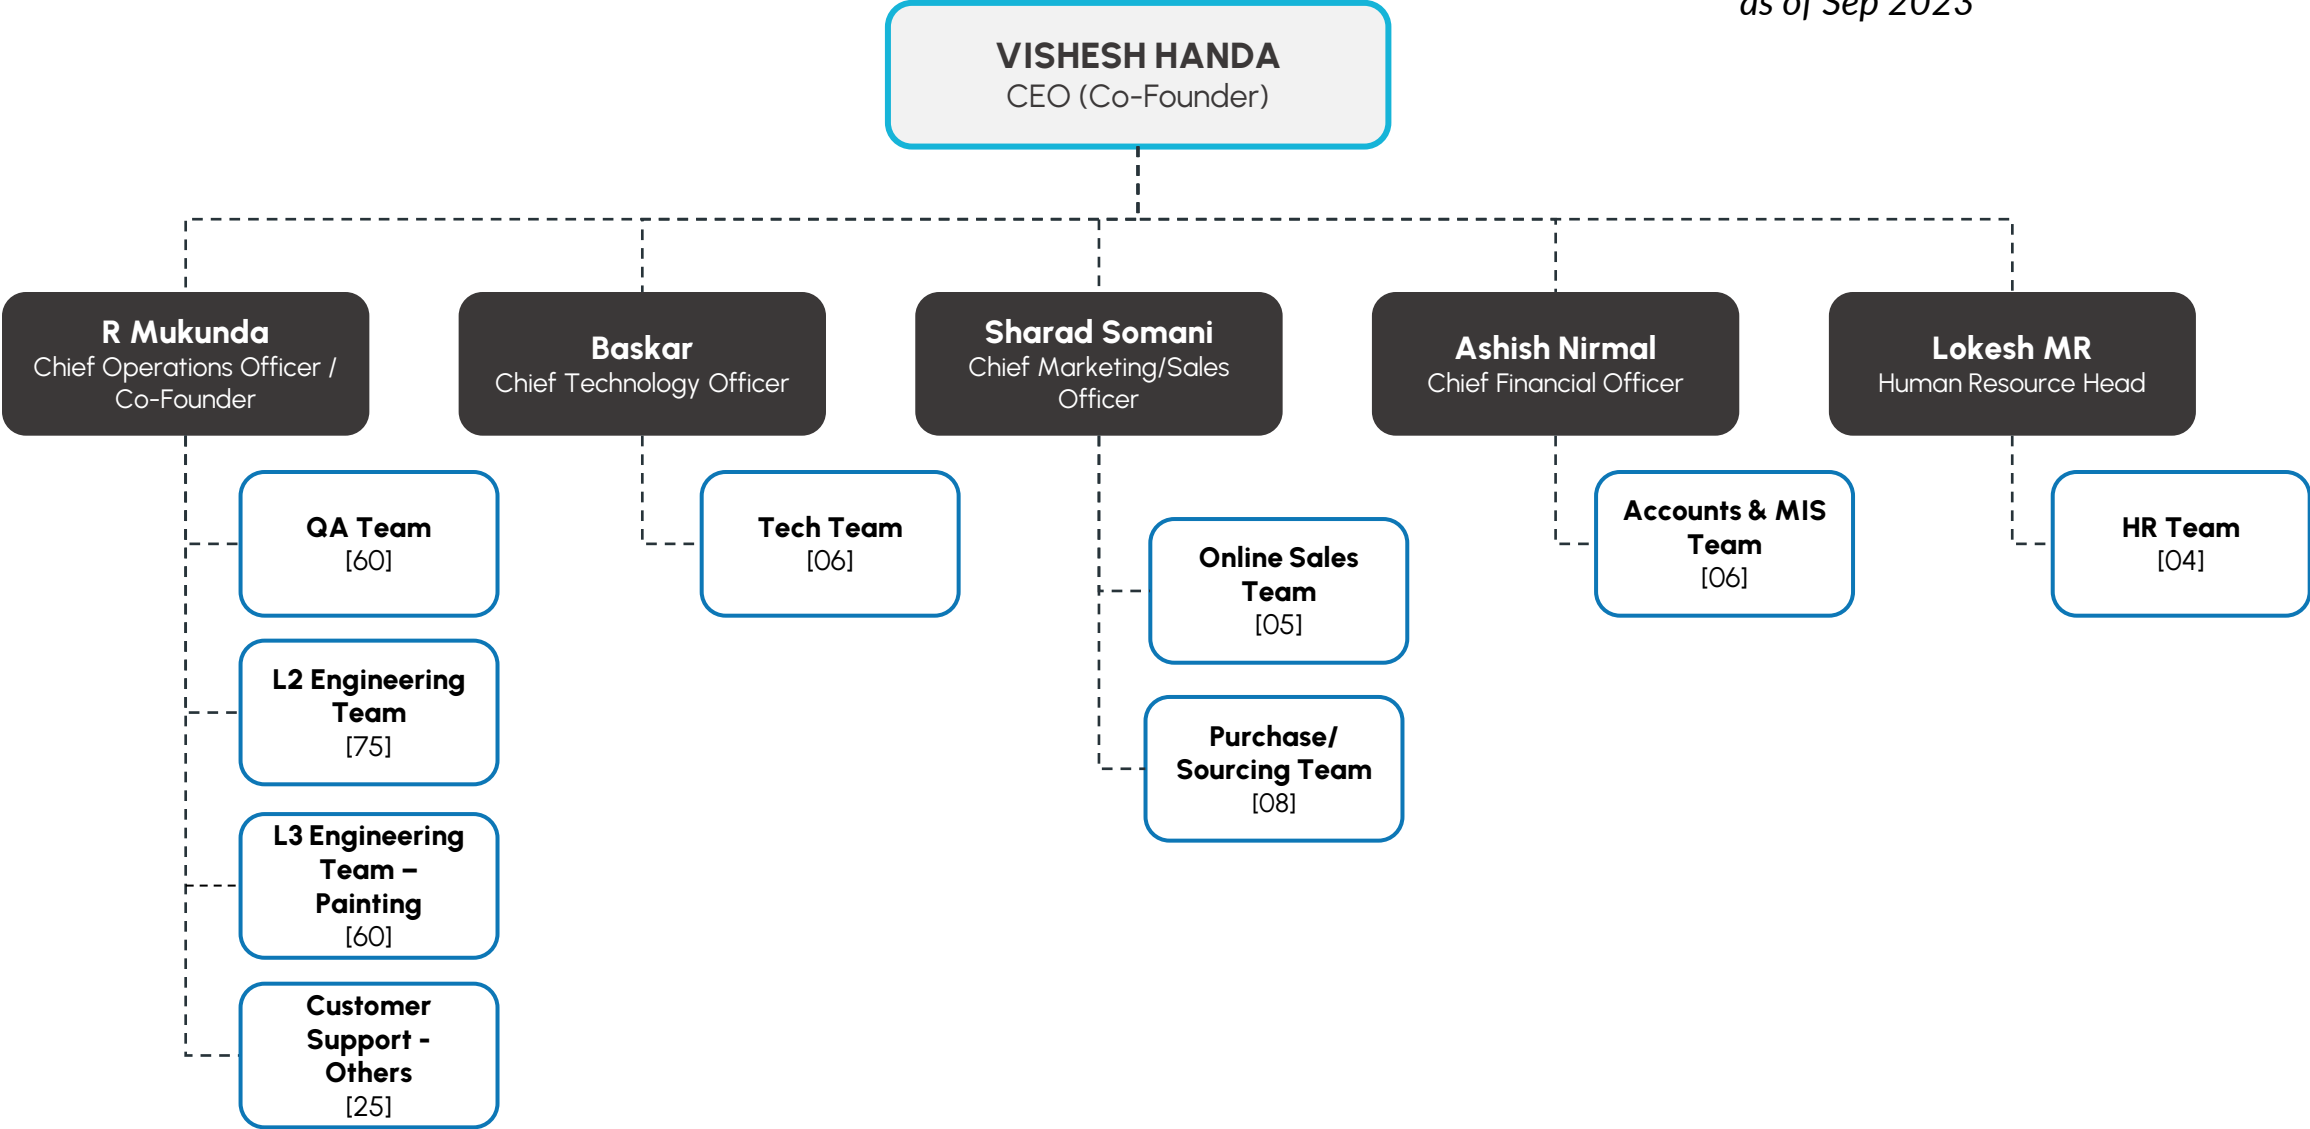 as of Sep 2023
VISHESH HANDA
CEO (Co-Founder)
R Mukunda
Chief Operations Officer /
Co-Founder
Baskar
Chief Technology Officer
Sharad Somani
Chief Marketing/Sales
Officer
Ashish Nirmal
Chief Financial Officer
Lokesh MR
Human Resource Head
QA Team
[60]
L2 Engineering
Team
[75]
L3 Engineering
Team –
Painting
[60]
Customer
Support -
Others
[25]
Tech Team
[06]
Online Sales
Team
[05]
Purchase/
Sourcing Team
[08]
Accounts & MIS
Team
[06]
HR Team
[04]